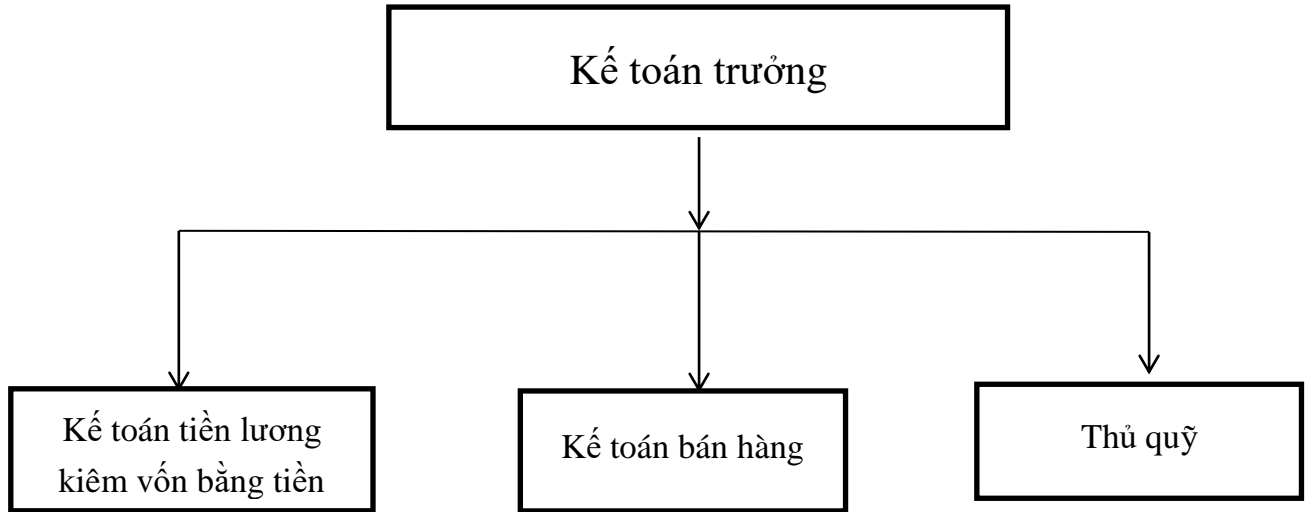 Kế toán trưởng
Kế toán tiền lương
kiêm vốn bằng tiền
Kế toán bán hàng
Thủ quỹ